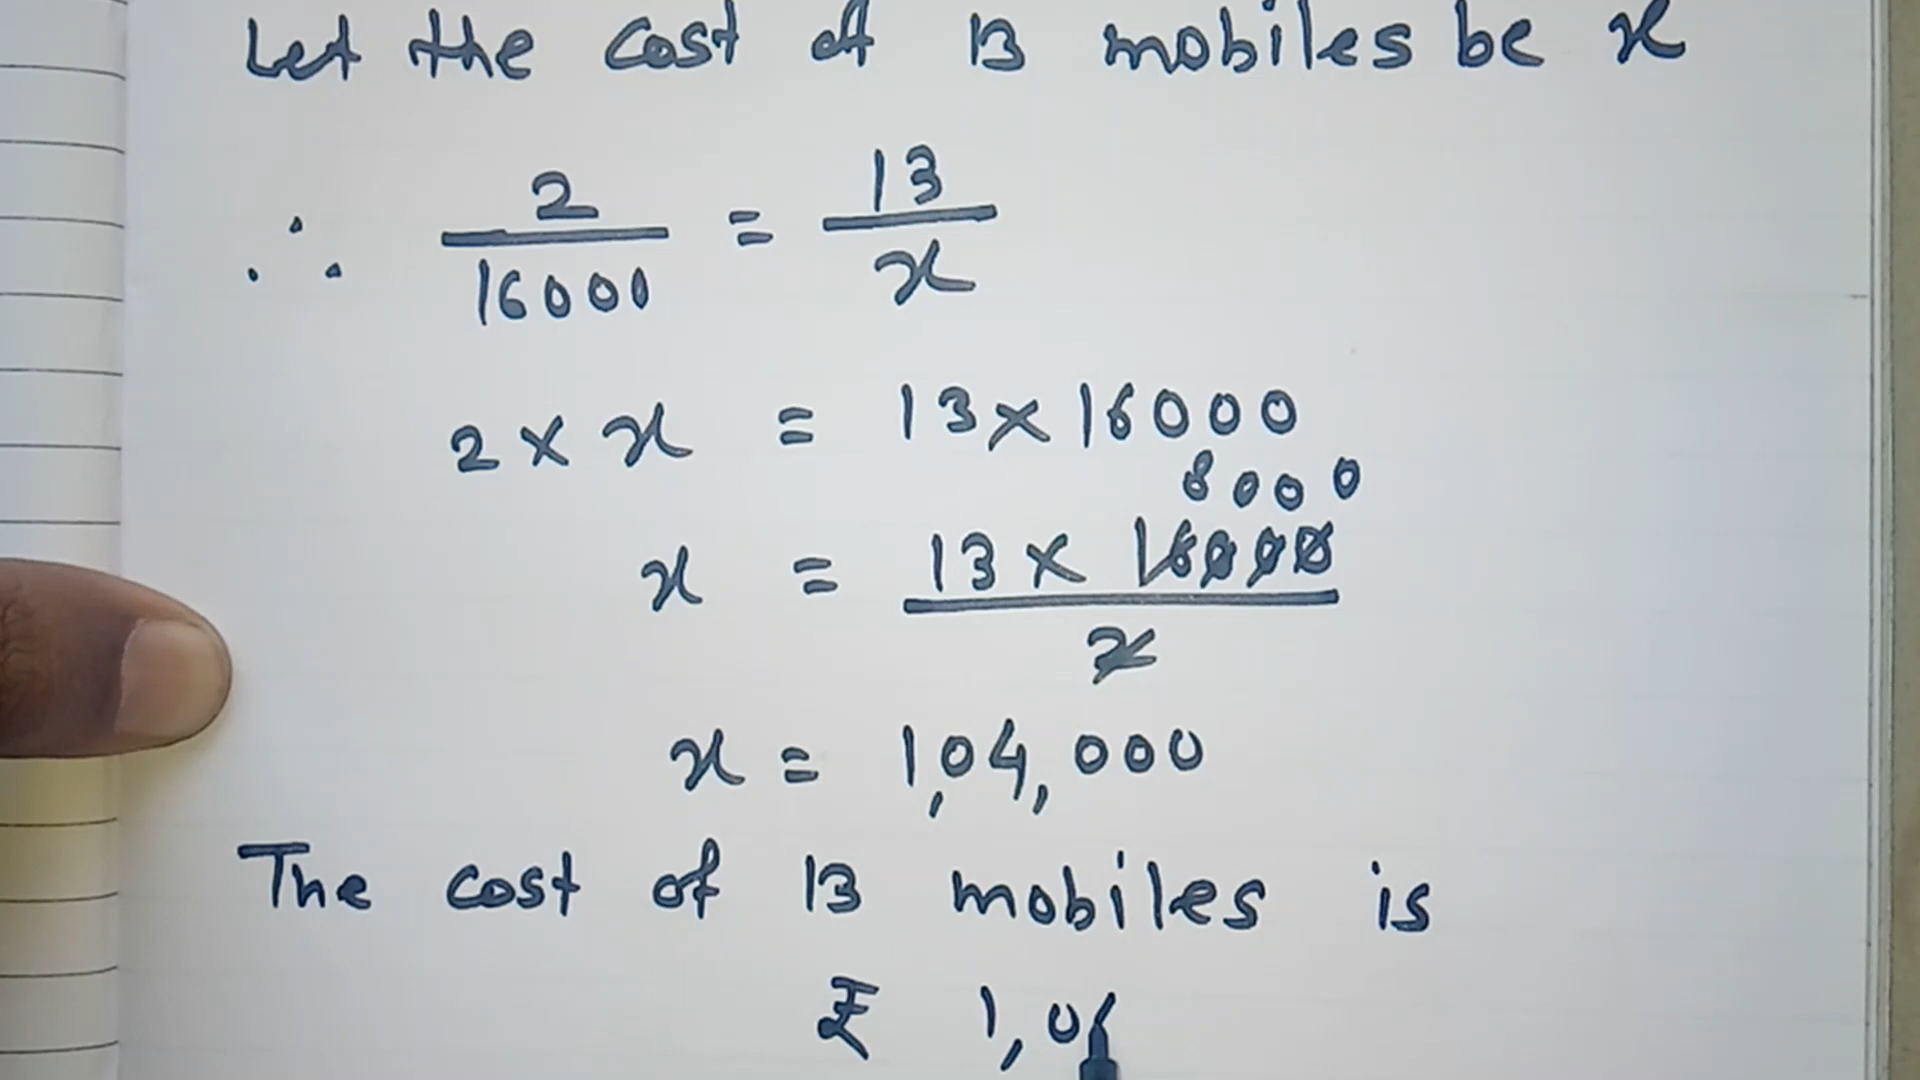 Let the cost of 13 mobiles be x
∴ 2/16000 = 13/x
2 × x = 13 × 16000
8000
x = 13 × 16000 / 2
x = 1,04,000
The cost of 13 mobiles is
₹ 1,0